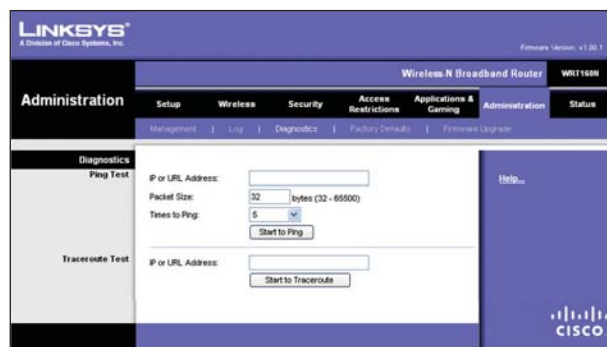 LINKSYS®
A Division of Cisco Systems, Inc.
Firmware Version: v1.00.1
Wireless-N Broadband Router WRT160N
Administration
Setup Wireless Security Access Restrictions Applications & Gaming Administration Status
Management | Log | Diagnostics | Factory Defaults | Firmware Upgrade
Diagnostics
Ping Test
IP or URL Address:
Packet Size: 32 bytes (32 - 65500)
Times to Ping: 5
Start to Ping
Help...
Traceroute Test
IP or URL Address:
Start to Traceroute
CISCO